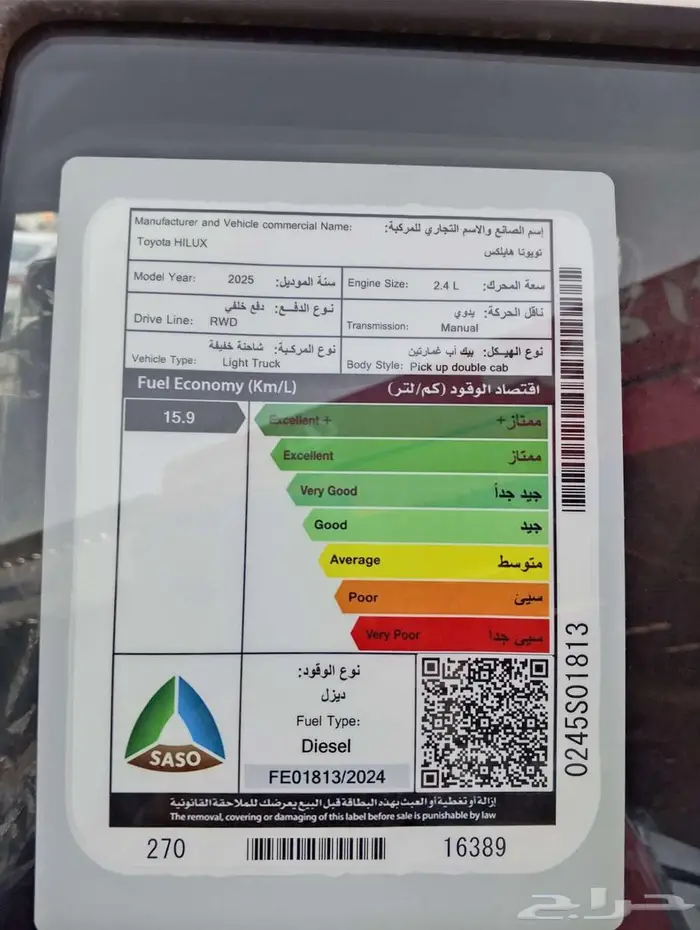 Manufacturer and Vehicle commercial Name: إسم الصانع والاسم التجاري للمركبة:
Toyota HILUX تويوتا هايلكس
Model Year: 2025 سنة الموديل:
Engine Size: 2.4 L سعة المحرك:
نوع الدفع: دفع خلفي
Drive Line: RWD
ناقل الحركة: يدوي
Transmission: Manual
نوع المركبة: شاحنة خفيفة
Vehicle Type: Light Truck
نوع الهيكل: بيك أب غمارتين
Body Style: Pick up double cab
Fuel Economy (Km/L) اقتصاد الوقود (كم/لتر)
15.9
Excellent + ممتاز+
Excellent ممتاز
Very Good جيد جداً
Good جيد
Average متوسط
Poor سيئ
Very Poor سيئ جداً
SASO
نوع الوقود:
ديزل
Fuel Type:
Diesel
FE01813/2024
0245S01813
إزالة أو تغطية أو العبث بهذه البطاقة قبل البيع يعرضك للملاحقة القانونية
The removal, covering or damaging of this label before sale is punishable by law
270 16389
حراج